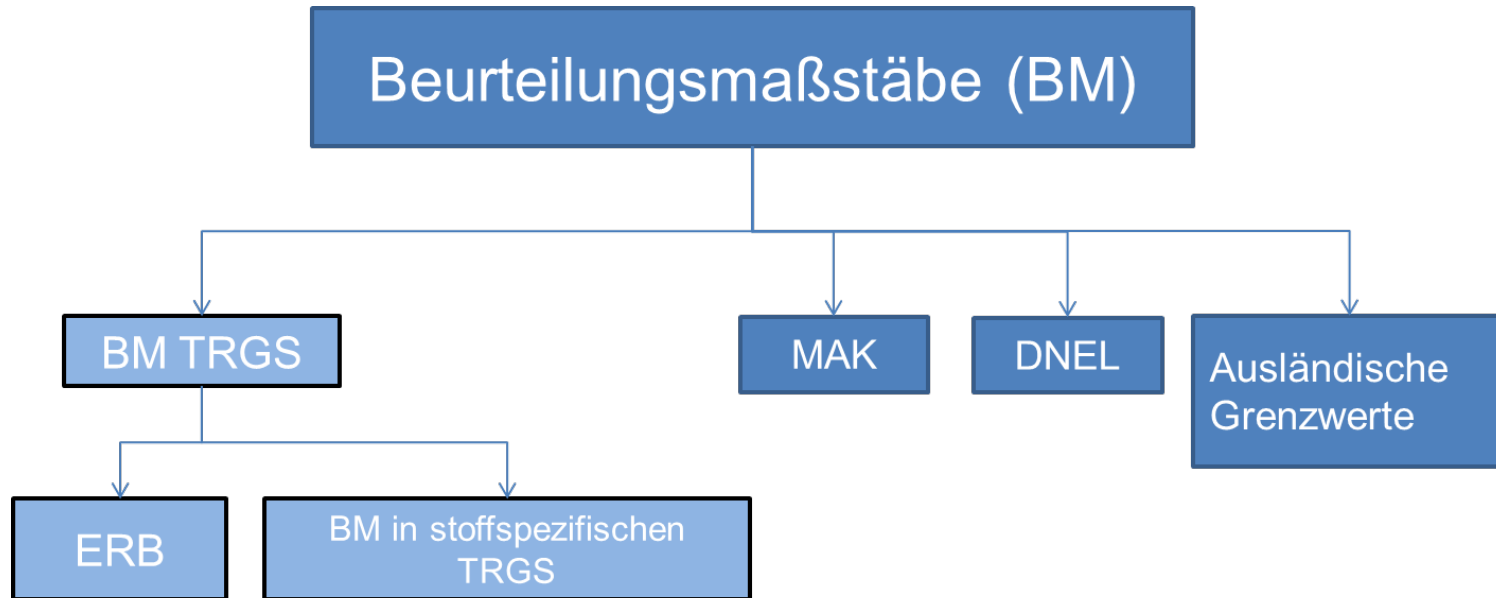 Beurteilungsmaßstäbe (BM)
BM TRGS
MAK
DNEL
Ausländische
Grenzwerte
ERB
BM in stoffspezifischen
TRGS